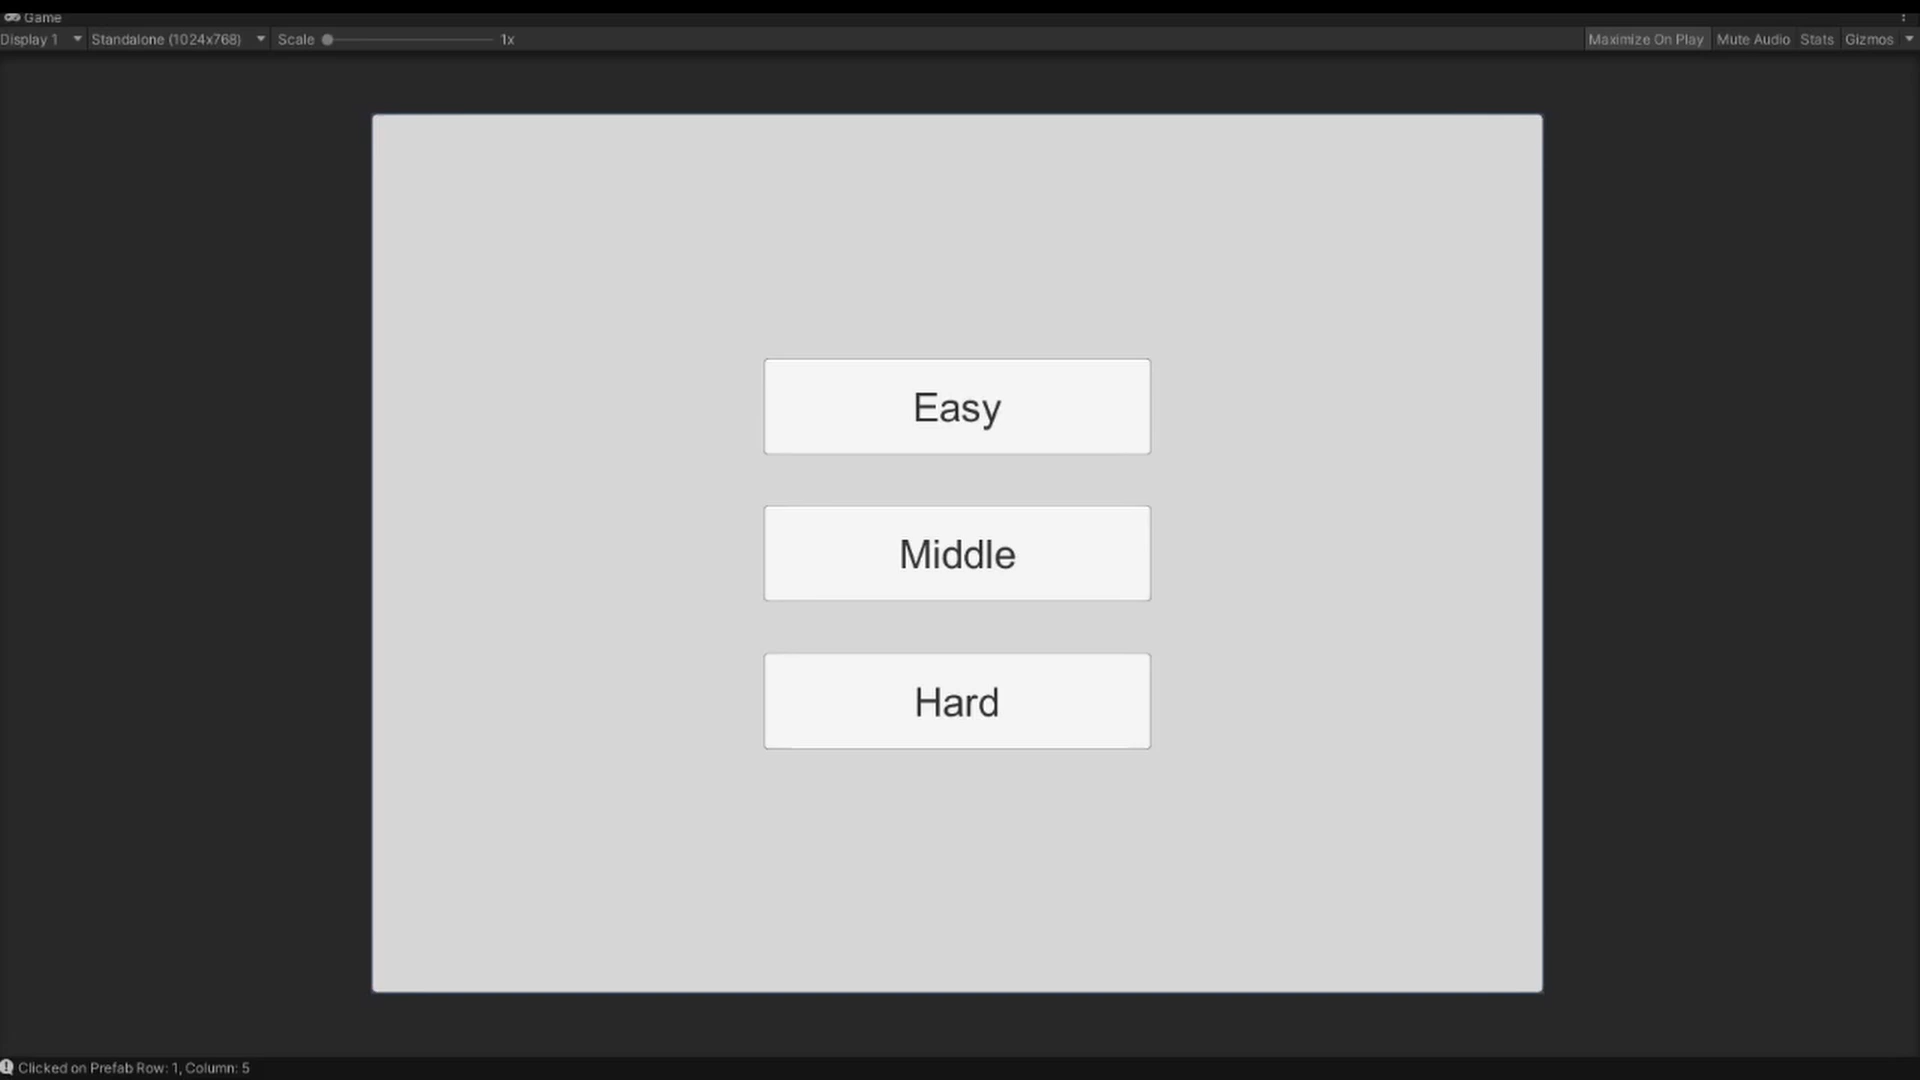 Game
Display 1 Standalone (1024x768) Scale 1x Maximize On Play Mute Audio Stats Gizmos
Easy
Middle
Hard
Clicked on Prefab Row: 1, Column: 5